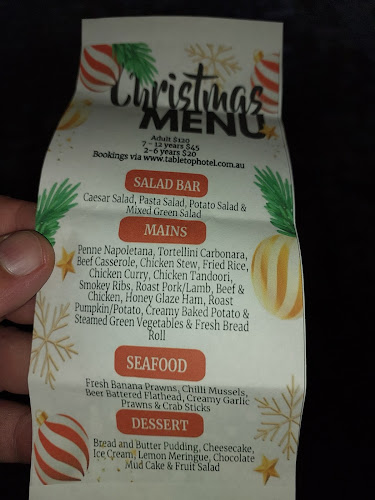 Christmas
MENU
Adult $120
7 - 12 years $45
2-6 years $20
Bookings via www.tabletophotel.com.au
SALAD BAR
Caesar Salad, Pasta Salad, Potato Salad &
Mixed Green Salad
MAINS
Penne Napoletana, Tortellini Carbonara,
Beef Casserole, Chicken Stew, Fried Rice,
Chicken Curry, Chicken Tandoori,
Smokey Ribs, Roast Pork/Lamb, Beef &
Chicken, Honey Glaze Ham, Roast
Pumpkin/Potato, Creamy Baked Potato &
Steamed Green Vegetables & Fresh Bread
Roll
SEAFOOD
Fresh Banana Prawns, Chilli Mussels,
Beer Battered Flathead, Creamy Garlic
Prawns & Crab Sticks
DESSERT
Bread and Butter Pudding, Cheesecake,
Ice Cream, Lemon Meringue, Chocolate
Mud Cake & Fruit Salad